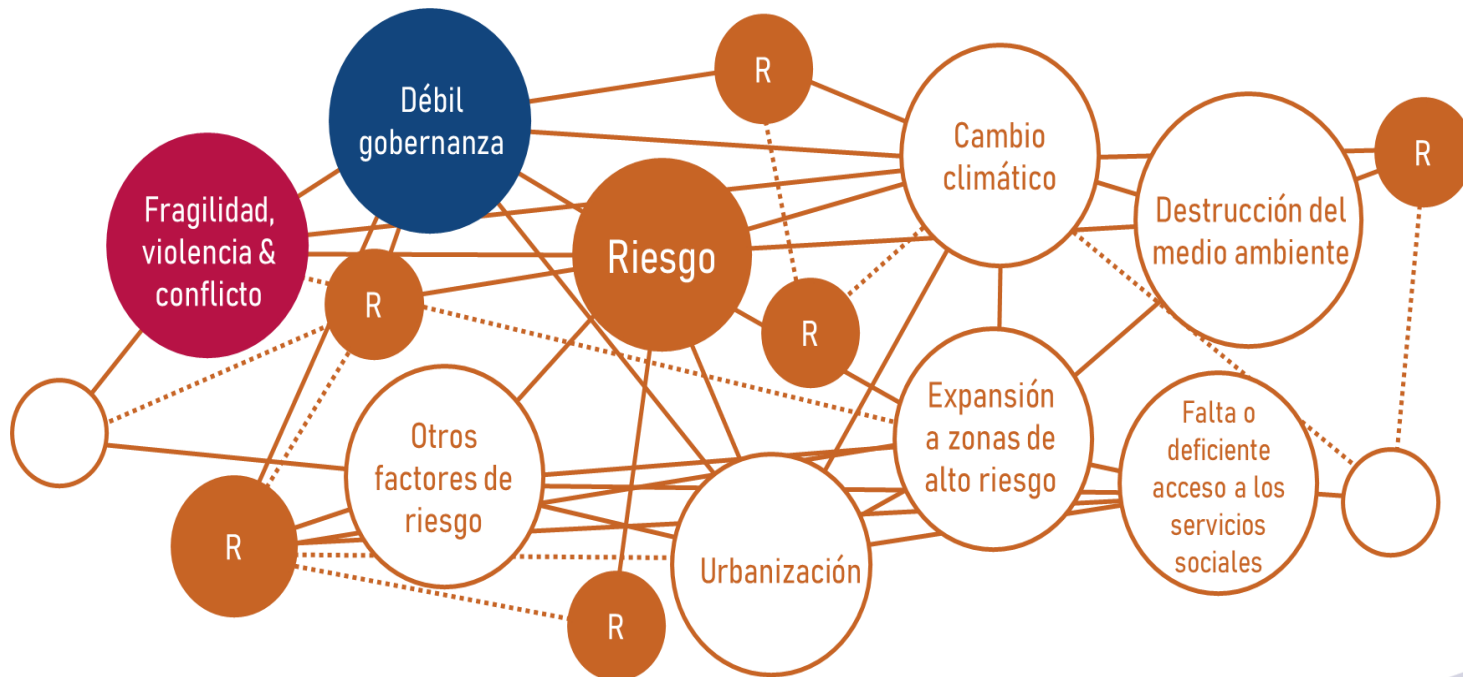 R
Débil
gobernanza
Cambio
climático
R
Fragilidad,
violencia &
conflicto
Destrucción del
medio ambiente
Riesgo
R
R
Otros
factores de
riesgo
Expansión
a zonas de
alto riesgo
Falta o
deficiente
acceso a los
servicios
sociales
R
Urbanización
R